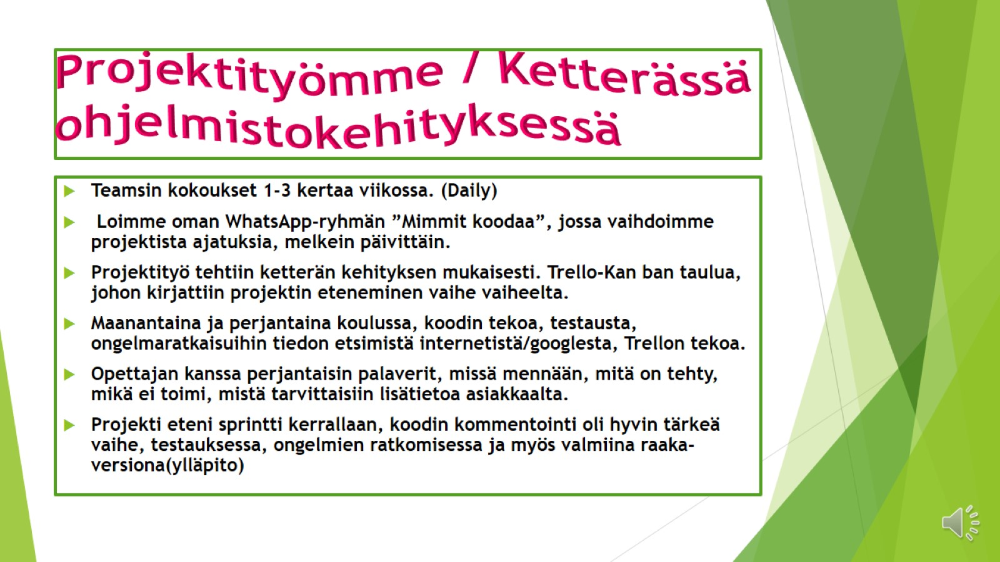 Projektityömme / Ketterässä
ohjelmistokehityksessä
Teamsin kokoukset 1-3 kertaa viikossa. (Daily)
Loimme oman WhatsApp-ryhmän ”Mimmit koodaa”, jossa vaihdoimme
projektista ajatuksia, melkein päivittäin.
Projektityö tehtiin ketterän kehityksen mukaisesti. Trello-Kan ban taulua,
johon kirjattiin projektin eteneminen vaihe vaiheelta.
Maanantaina ja perjantaina koulussa, koodin tekoa, testausta,
ongelmaratkaisuihin tiedon etsimistä internetistä/googlesta, Trellon tekoa.
Opettajan kanssa perjantaisin palaverit, missä mennään, mitä on tehty,
mikä ei toimi, mistä tarvittaisiin lisätietoa asiakkaalta.
Projekti eteni sprintti kerrallaan, koodin kommentointi oli hyvin tärkeä
vaihe, testauksessa, ongelmien ratkomisessa ja myös valmiina raaka-
versiona(ylläpito)